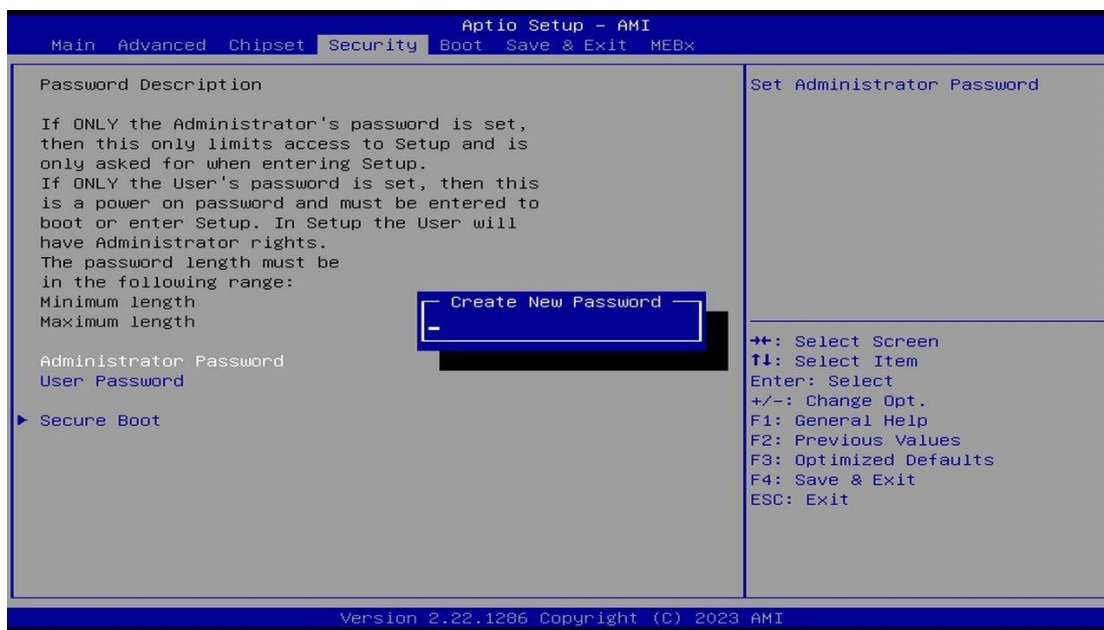 Aptio Setup – AMI
Main Advanced Chipset Security Boot Save & Exit MEBx
Password Description
If ONLY the Administrator's password is set,
then this only limits access to Setup and is
only asked for when entering Setup.
If ONLY the User's password is set, then this
is a power on password and must be entered to
boot or enter Setup. In Setup the User will
have Administrator rights.
The password length must be
in the following range:
Minimum length
Maximum length
Administrator Password
User Password
Secure Boot
Create New Password
Set Administrator Password
→←: Select Screen
↑↓: Select Item
Enter: Select
+/-: Change Opt.
F1: General Help
F2: Previous Values
F3: Optimized Defaults
F4: Save & Exit
ESC: Exit
Version 2.22.1286 Copyright (C) 2023 AMI